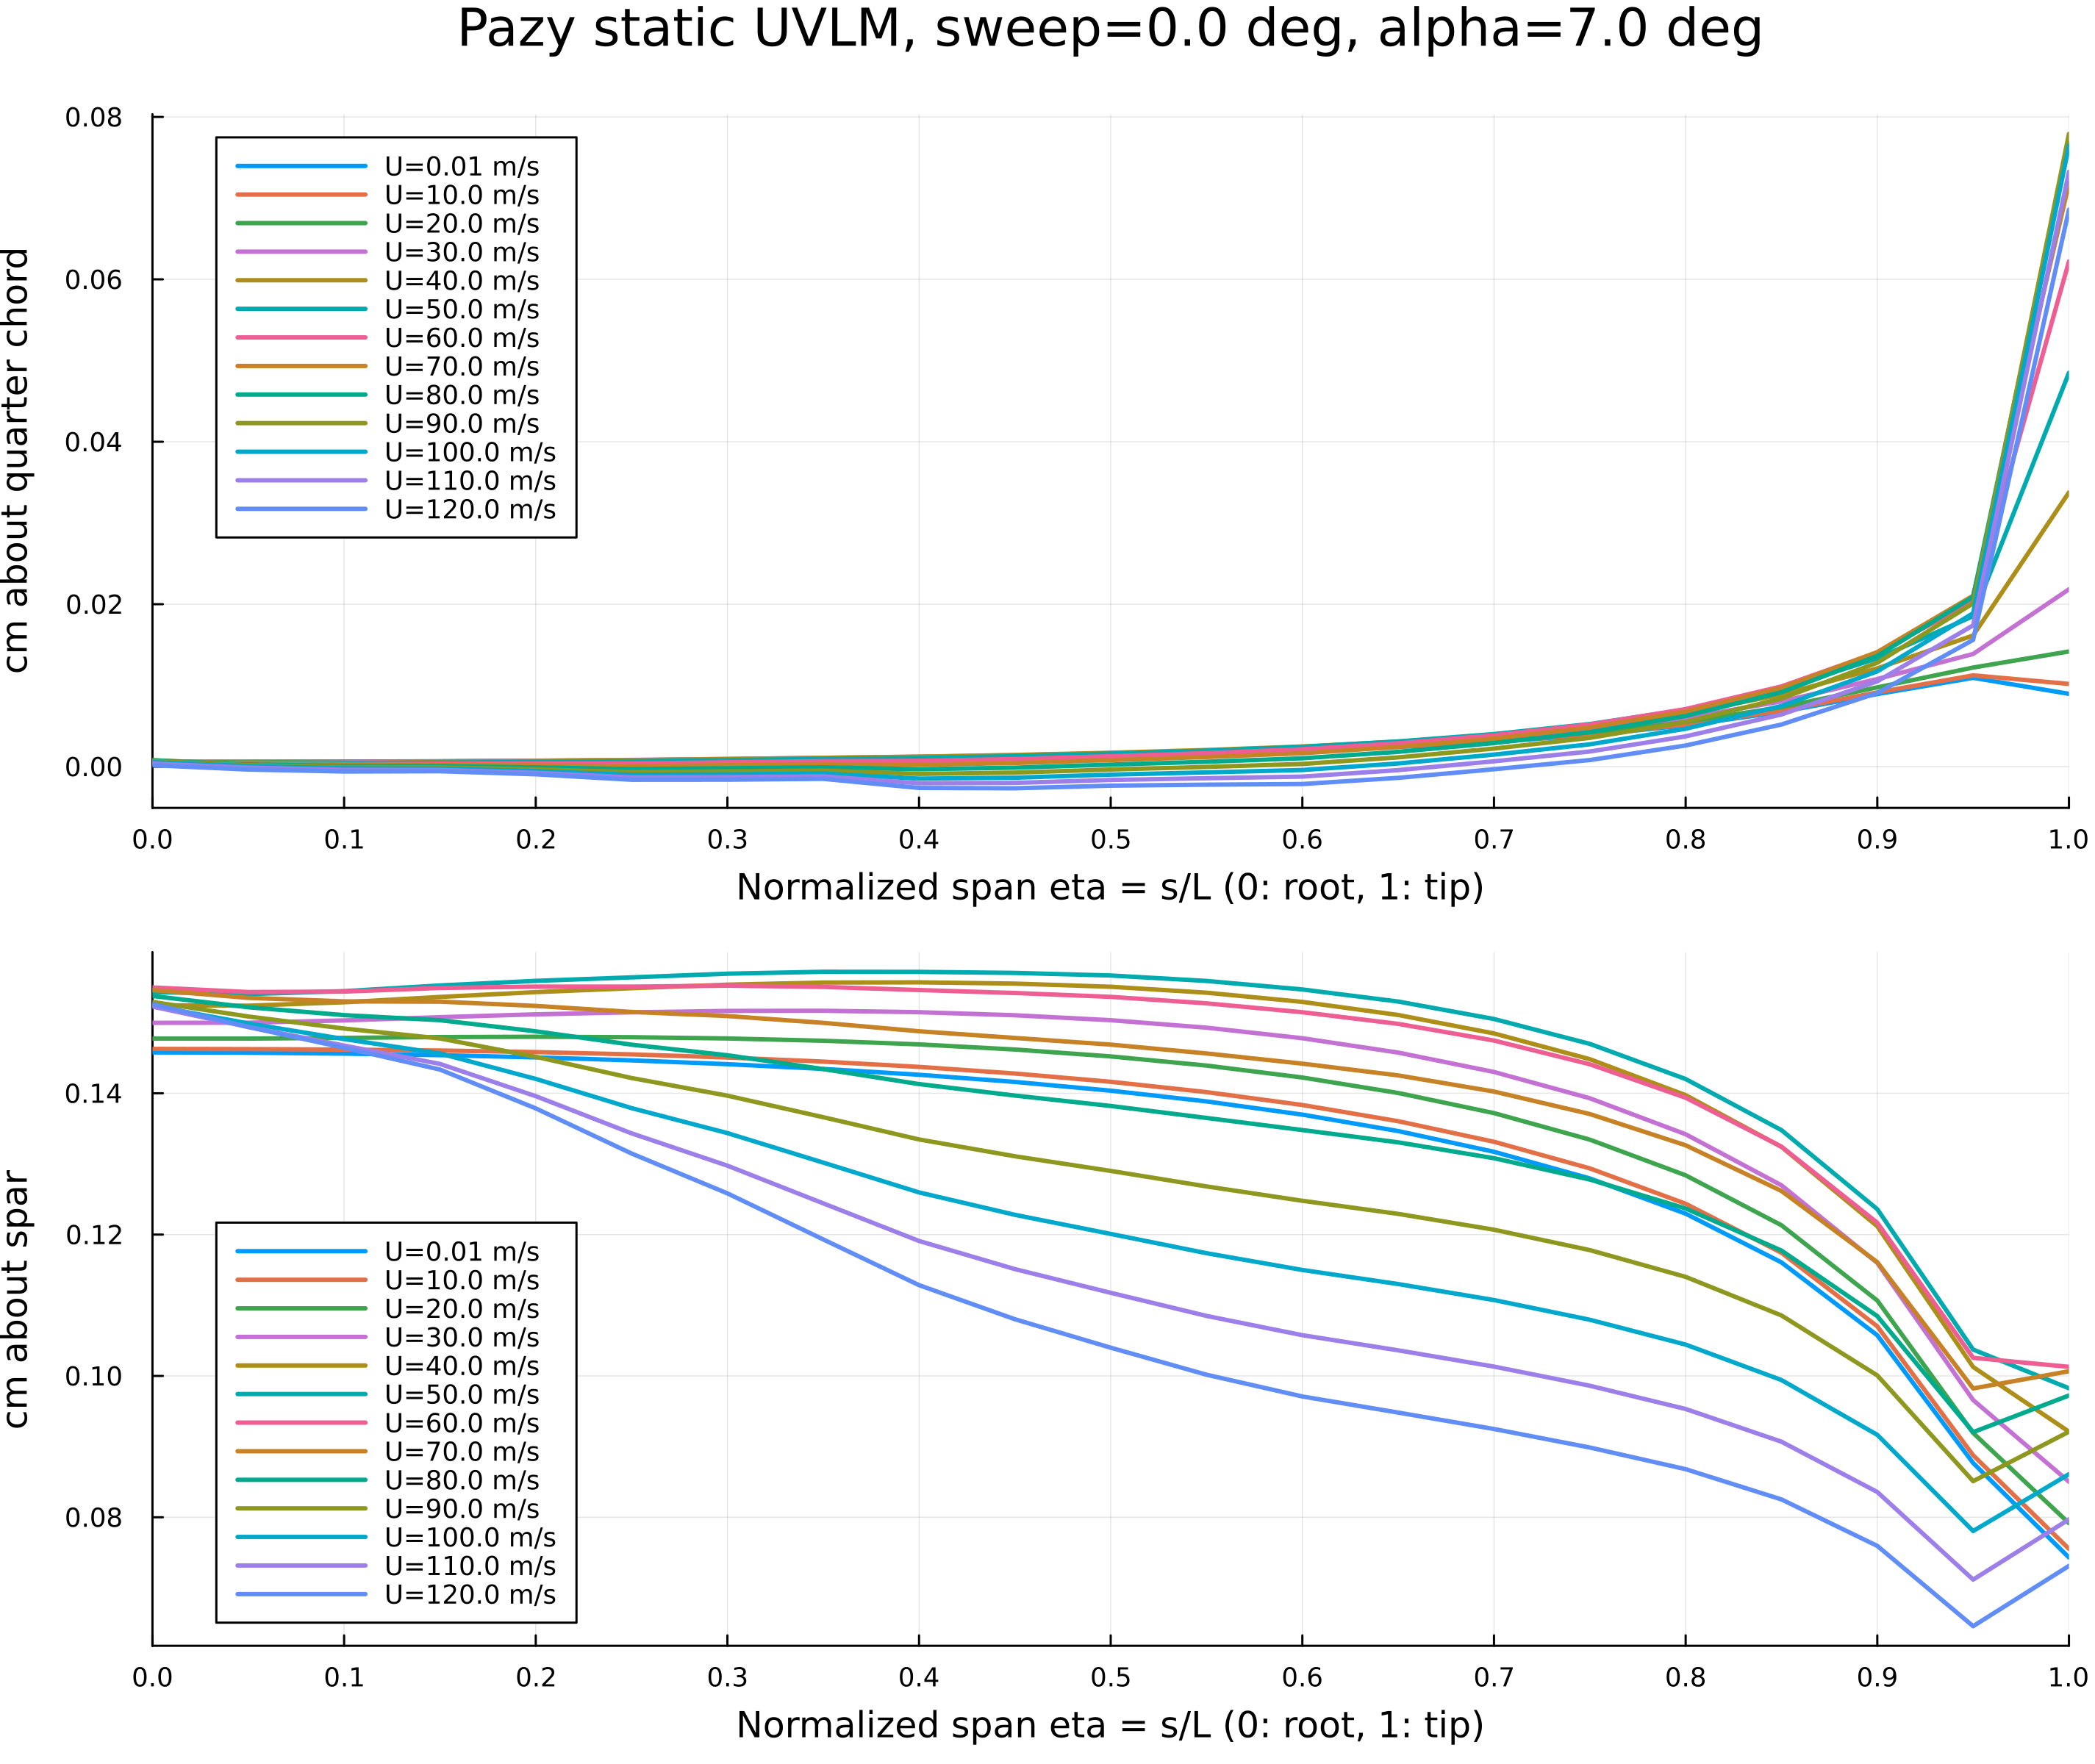 Pazy static UVLM, sweep=0.0 deg, alpha=7.0 deg
cm about quarter chord
0.08
0.06
0.04
0.02
0.00
U=0.01 m/s
U=10.0 m/s
U=20.0 m/s
U=30.0 m/s
U=40.0 m/s
U=50.0 m/s
U=60.0 m/s
U=70.0 m/s
U=80.0 m/s
U=90.0 m/s
U=100.0 m/s
U=110.0 m/s
U=120.0 m/s
0.0 0.1 0.2 0.3 0.4 0.5 0.6 0.7 0.8 0.9 1.0
Normalized span eta = s/L (0: root, 1: tip)
cm about spar
0.14
0.12
0.10
0.08
U=0.01 m/s
U=10.0 m/s
U=20.0 m/s
U=30.0 m/s
U=40.0 m/s
U=50.0 m/s
U=60.0 m/s
U=70.0 m/s
U=80.0 m/s
U=90.0 m/s
U=100.0 m/s
U=110.0 m/s
U=120.0 m/s
0.0 0.1 0.2 0.3 0.4 0.5 0.6 0.7 0.8 0.9 1.0
Normalized span eta = s/L (0: root, 1: tip)